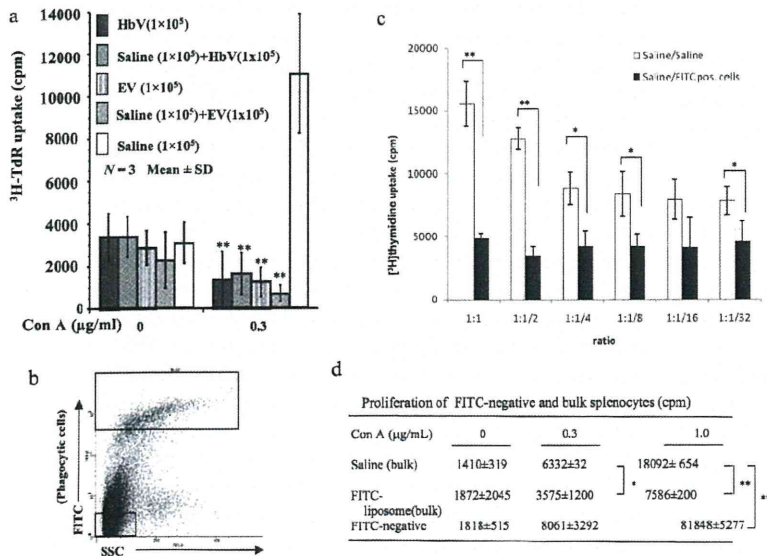 a
14000
12000
10000
8000
6000
4000
2000
0
³H-TdR uptake (cpm)
HbV(1×10⁵)
Saline (1×10⁵)+HbV(1x10⁵)
EV (1×10⁵)
Saline (1×10⁵)+EV(1x10⁵)
Saline (1×10⁵)
N = 3 Mean ± SD
** ** ** **
Con A (µg/ml) 0 0.3
b
(Phagocytic cells)
FITC
SSC
c
20000
15000
10000
5000
0
[³H]thymidine uptake (cpm)
Saline/Saline
Saline/FITC pos. cells
** ** * * *
1:1 1:1/2 1:1/4 1:1/8 1:1/16 1:1/32
ratio
d
Proliferation of FITC-negative and bulk splenocytes (cpm)
Con A (µg/mL) 0 0.3 1.0
Saline (bulk) 1410±319 6332±32 18092± 654
FITC- 1872±2045 3575±1200 7586±200
liposome(bulk)
FITC-negative 1818±515 8061±3292 81848±5277
* **